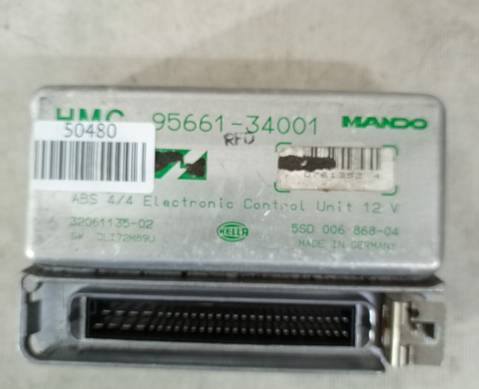 HMC 95661-34001 MANDO
50480
RFD
ABS 4/4 Electronic Control Unit 12 V
32061135-02 HELLA 5SD 006 868-04
MADE IN GERMANY